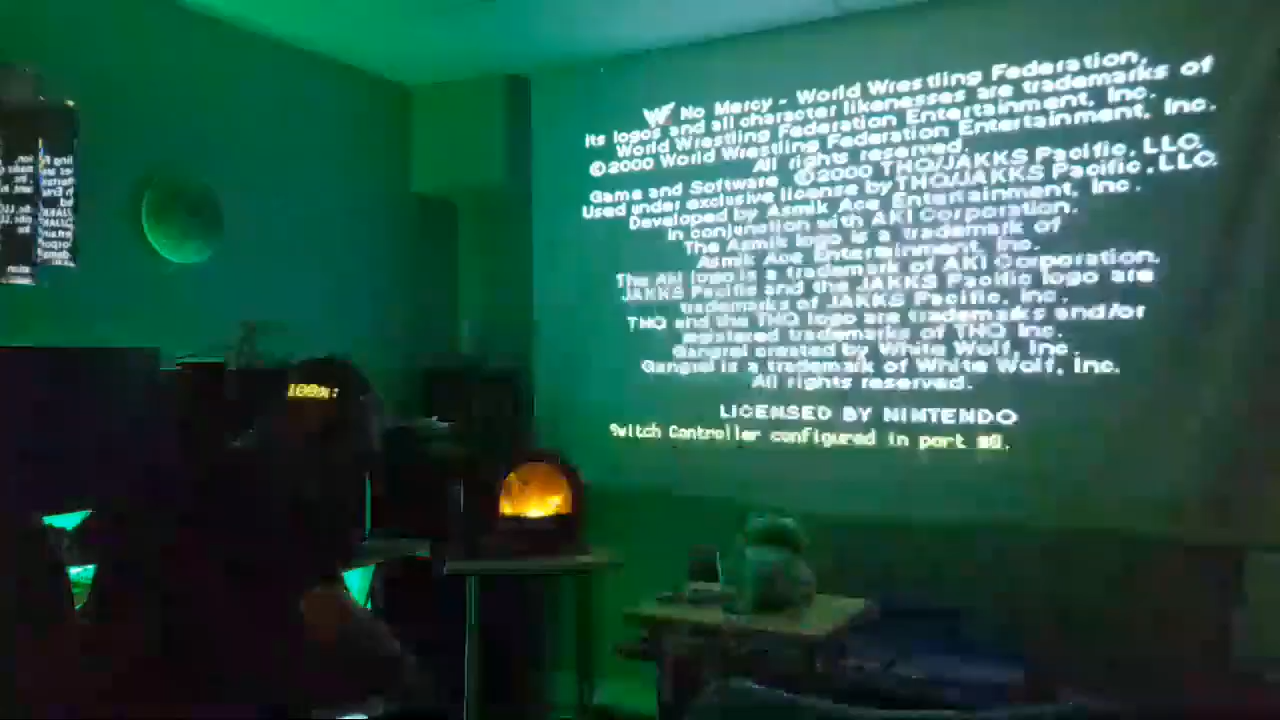 No Mercy - World Wrestling Federation,
its logos and all character likenesses are trademarks of
World Wrestling Federation Entertainment, Inc.
©2000 World Wrestling Federation Entertainment, Inc.
All rights reserved.
Game and Software ©2000 THQ/JAKKS Pacific, LLC.
Used under exclusive license by THQ/JAKKS Pacific, LLC.
Developed by Asmik Ace Entertainment, Inc.
in conjunction with AKI Corporation.
The Asmik logo is a trademark of
Asmik Ace Entertainment, Inc.
The Aki logo is a trademark of AKI Corporation.
JAKKS Pacific and the JAKKS Pacific logo are
trademarks of JAKKS Pacific, Inc.
THQ and the THQ logo are trademarks and/or
registered trademarks of THQ Inc.
Gangrel created by White Wolf, Inc.
Gangrel is a trademark of White Wolf, Inc.
All rights reserved.
LICENSED BY NINTENDO
Switch Controller configured in port #0.